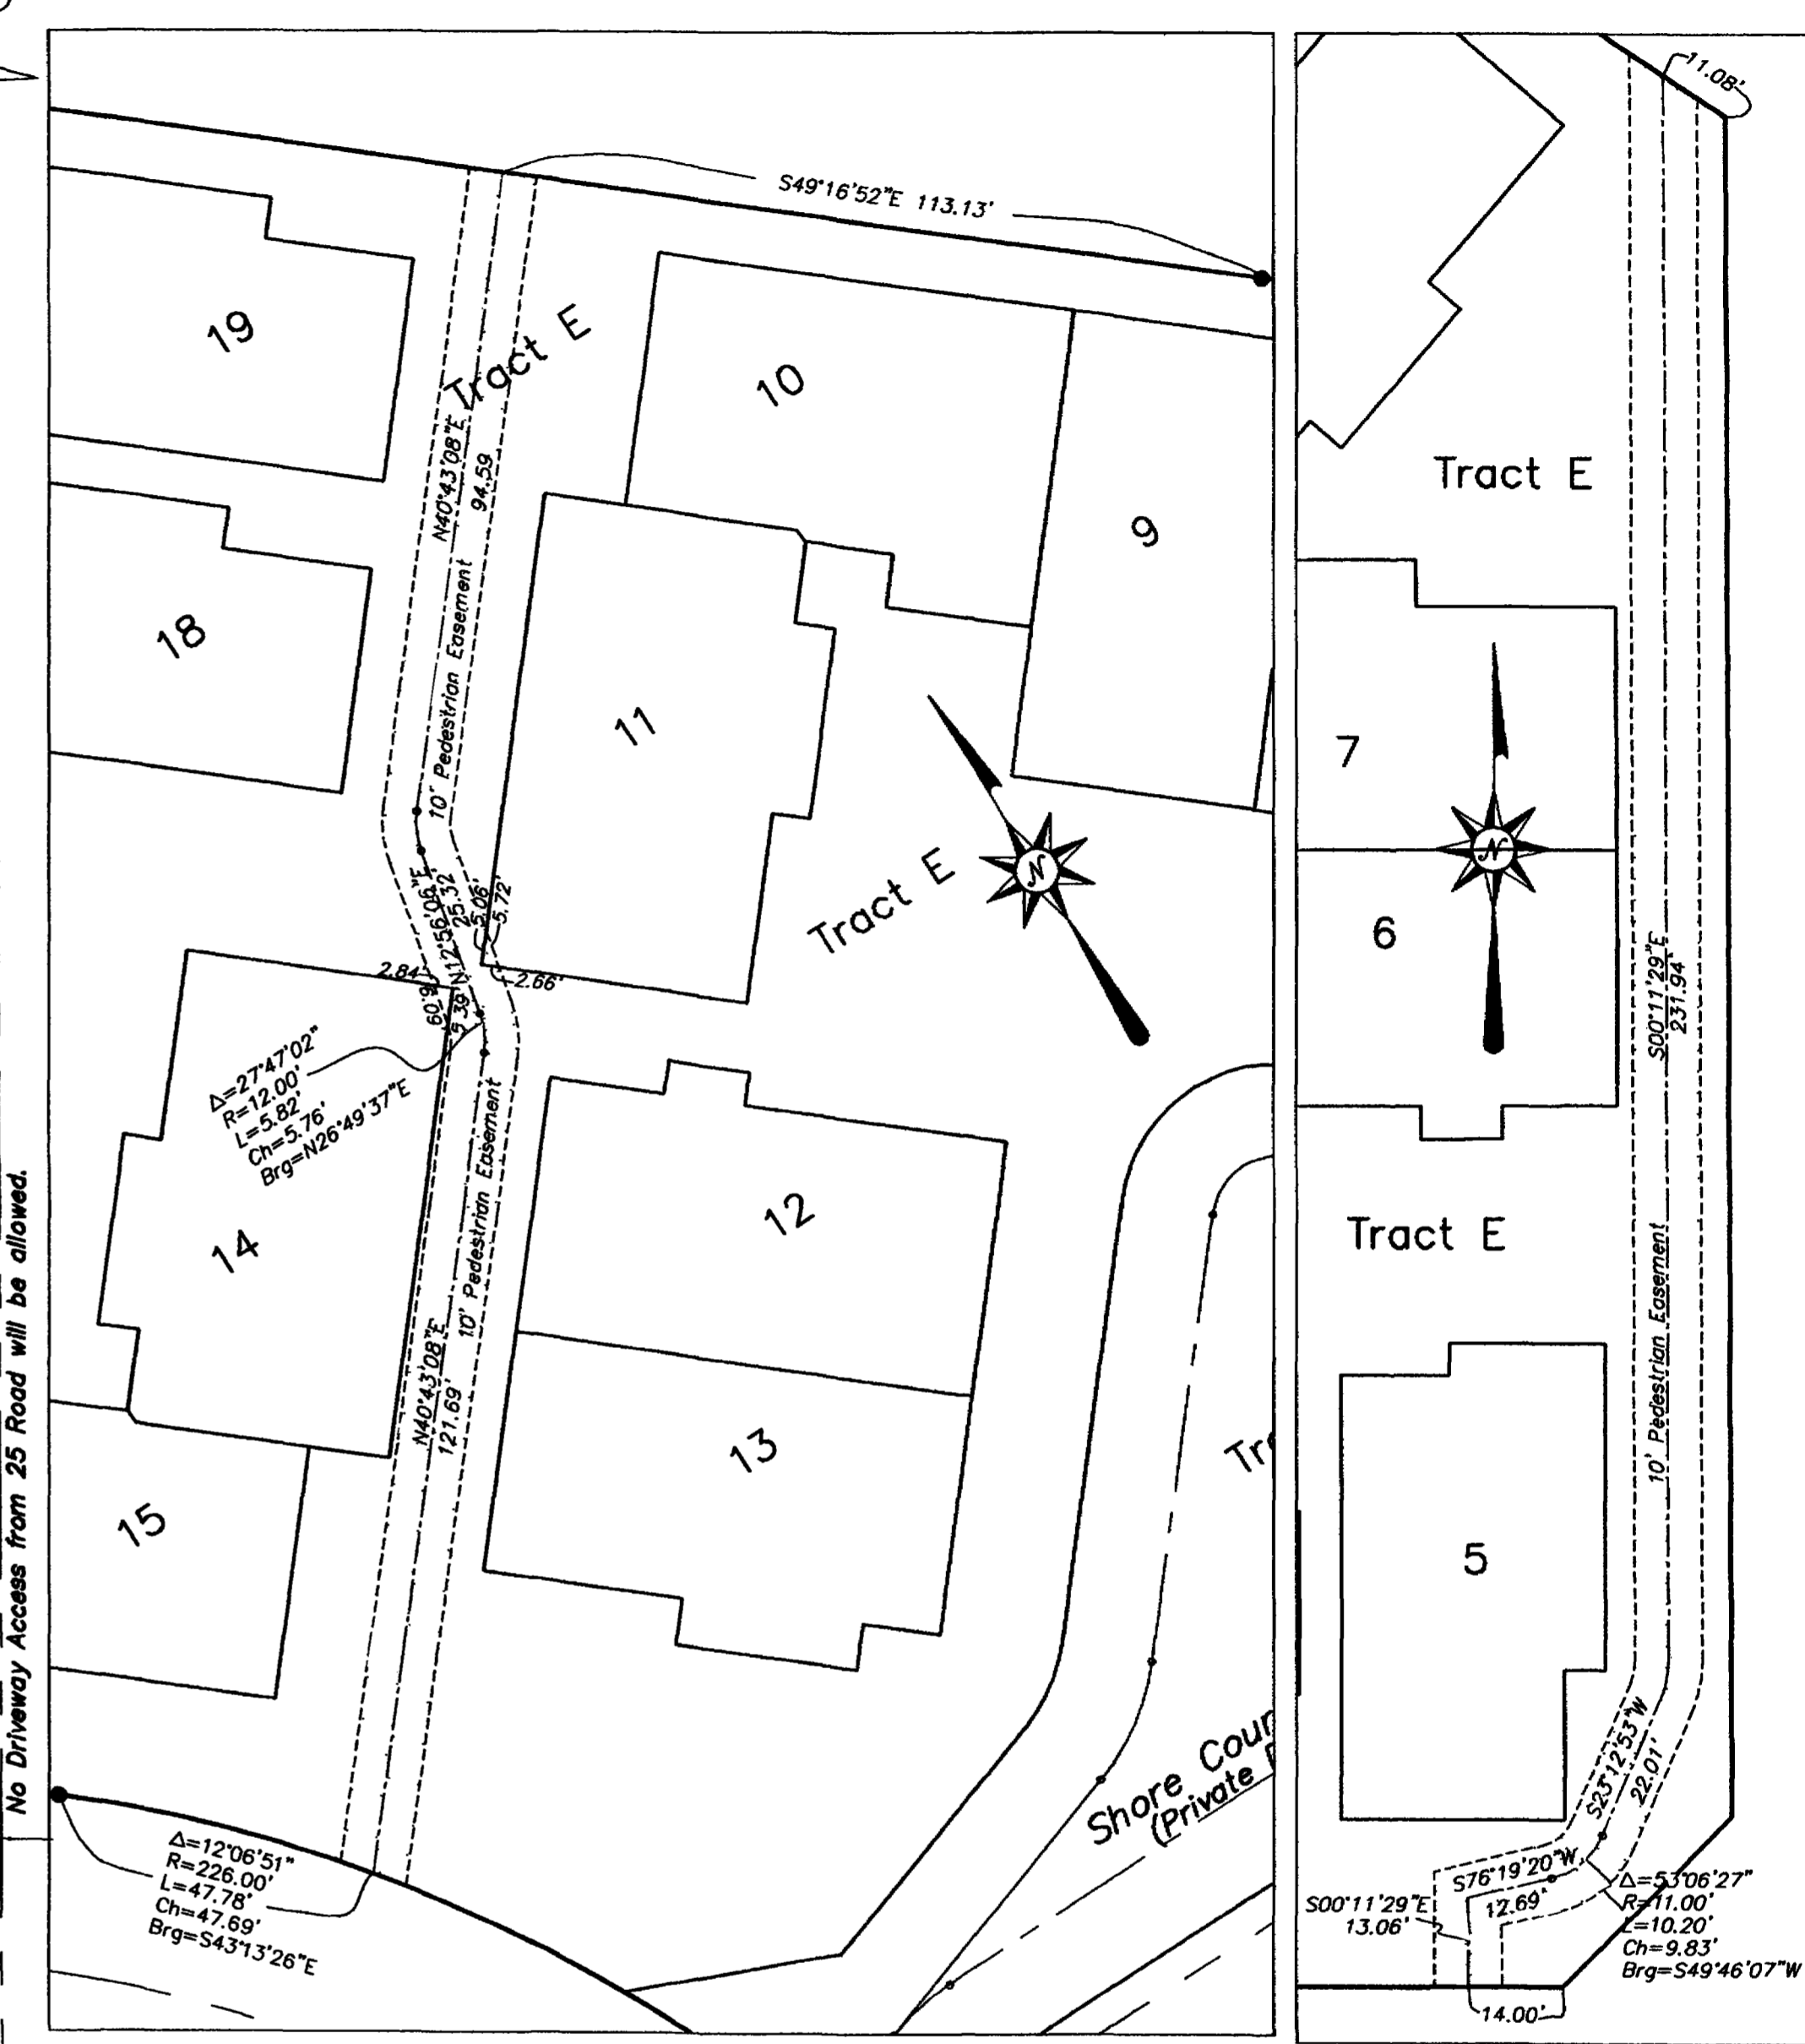 No Driveway Access from 25 Road will be allowed.
S49°16'52"E 113.13'
19
Tract E
10
N40°43'08"E
94.59
9
18
10' Pedestrian Easement
11
N12°56'06"E
25.32'
5.06'
5.72'
Tract E
N
2.84'
2.66'
6.09'
5.39'
Δ=27°47'02"
R=12.00'
L=5.82'
Ch=5.76'
Brg=N26°49'37"E
10' Pedestrian Easement
12
14
N40°43'08"E
121.69'
13
15
Shore Cour
(Private
Δ=12°06'51"
R=226.00'
L=47.78'
Ch=47.69'
Brg=S43°13'26"E
11.08'
Tract E
7
N
6
S00°11'29"E
231.94'
Tract E
10' Pedestrian Easement
5
S23°12'53"W
22.01'
S76°19'20"W
12.69'
S00°11'29"E
13.06'
Δ=53°06'27"
R=11.00'
L=10.20'
Ch=9.83'
Brg=S49°46'07"W
14.00'